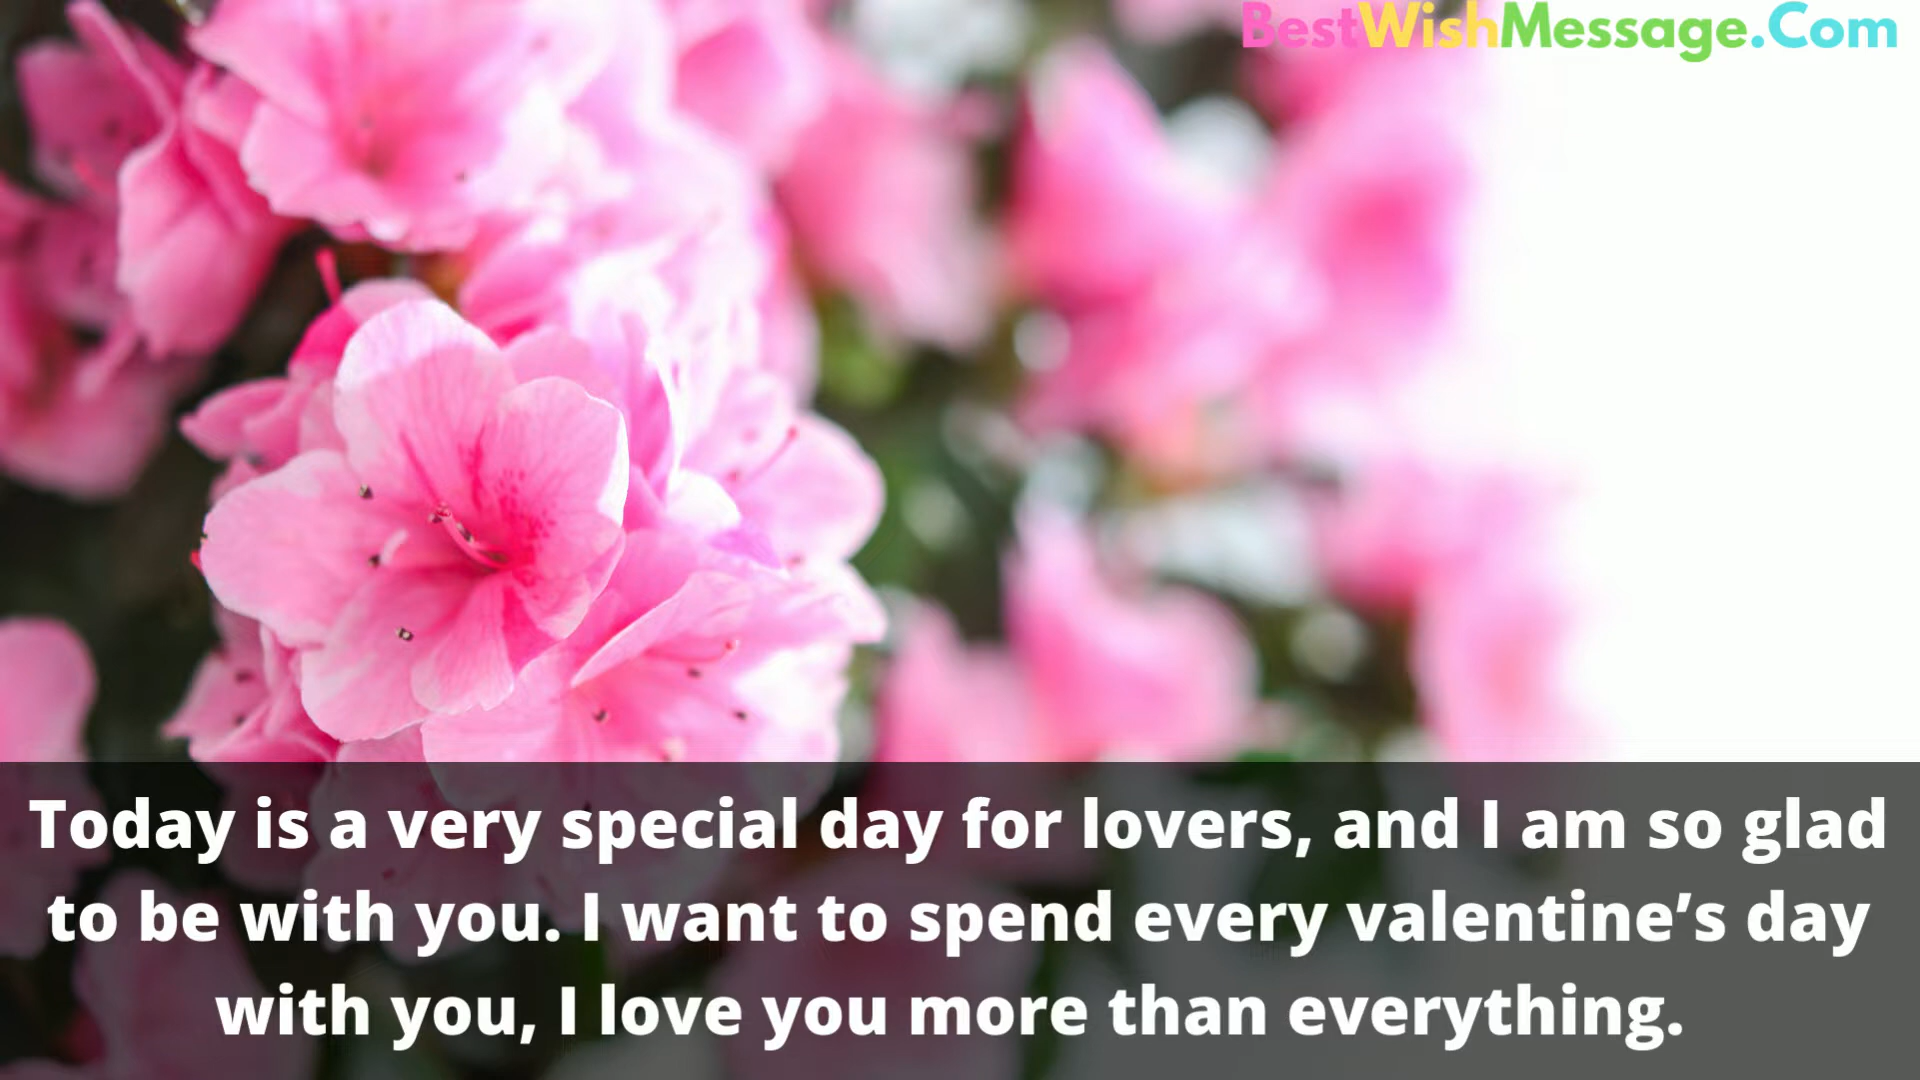 BestWishMessage.Com
Today is a very special day for lovers, and I am so glad
to be with you. I want to spend every valentine’s day
with you, I love you more than everything.